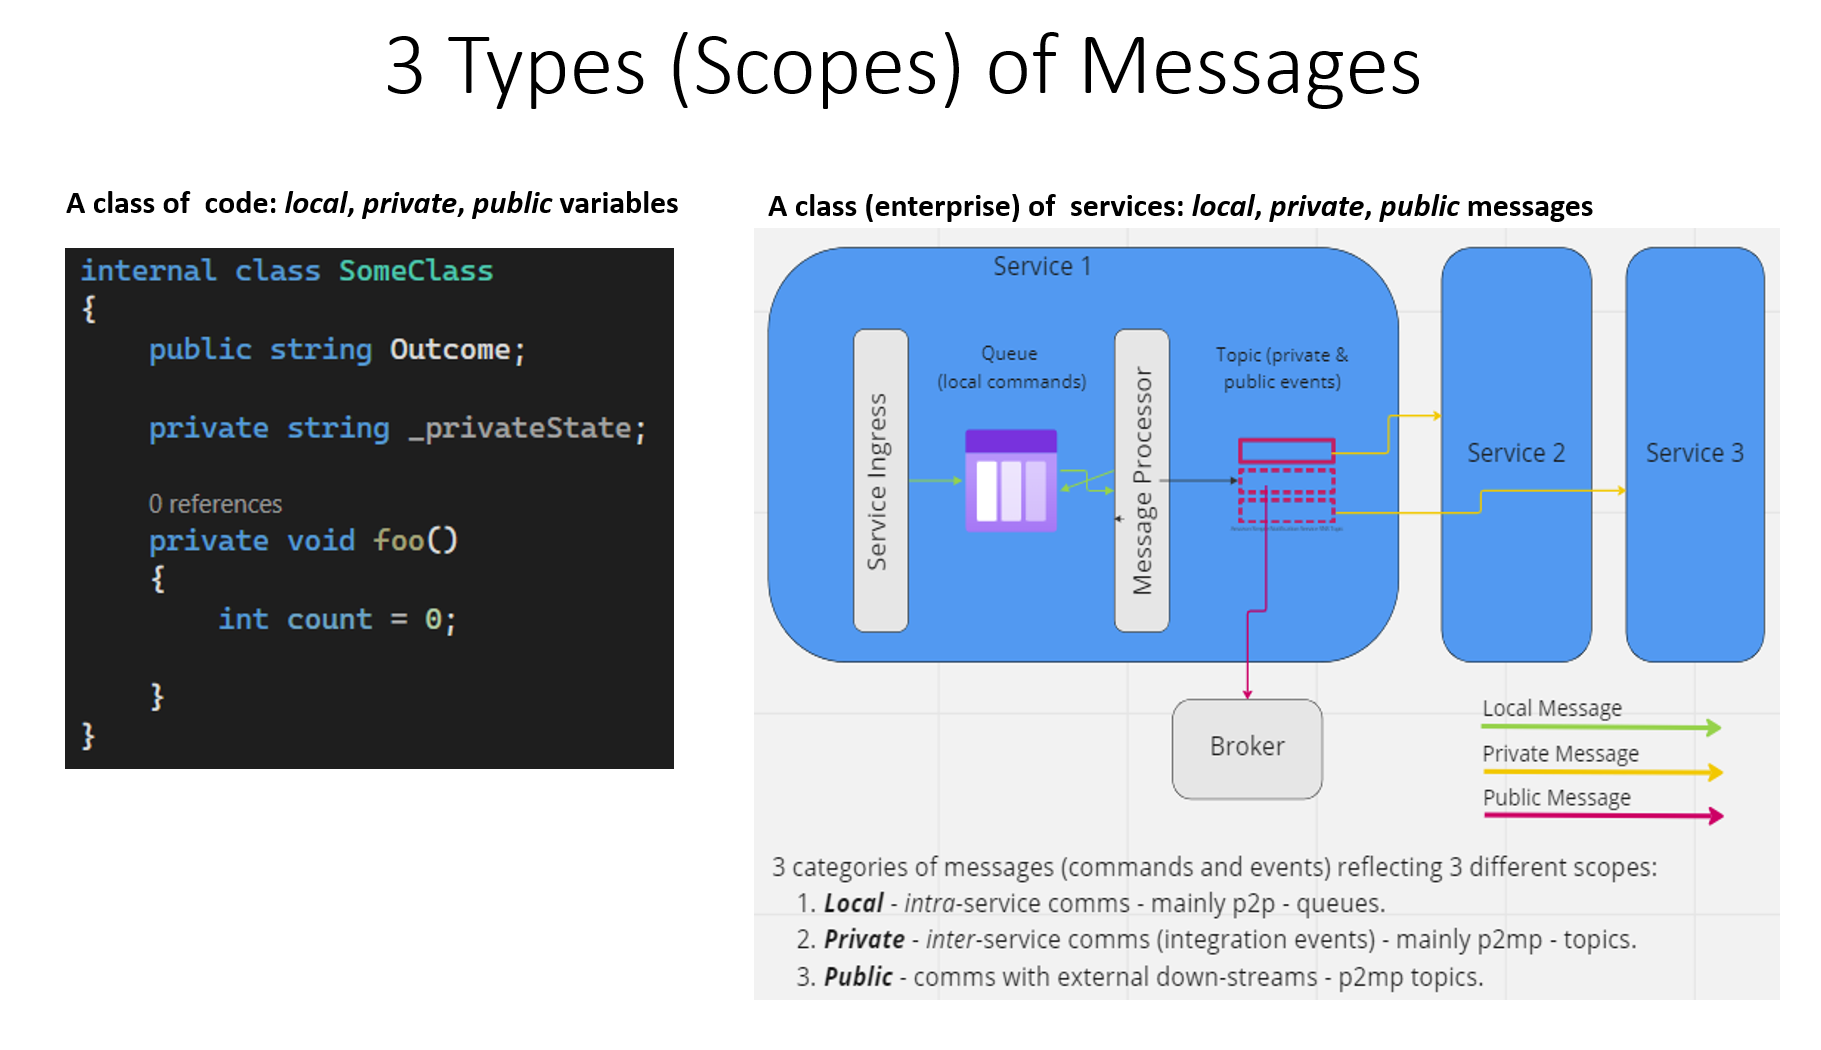 3 Types (Scopes) of Messages
A class of  code: local, private, public variables
internal class SomeClass
{
public string Outcome;
private string _privateState;
0 references
private void foo()
{
int count = 0;
}
}
A class (enterprise) of  services: local, private, public messages
Service 1
Service Ingress
Queue
(local commands)
Message Processor
Topic (private &
public events)
Service 2
Service 3
Broker
Local Message
Private Message
Public Message
3 categories of messages (commands and events) reflecting 3 different scopes:
1. Local - intra-service comms - mainly p2p - queues.
2. Private - inter-service comms (integration events) - mainly p2mp - topics.
3. Public - comms with external down-streams - p2mp topics.